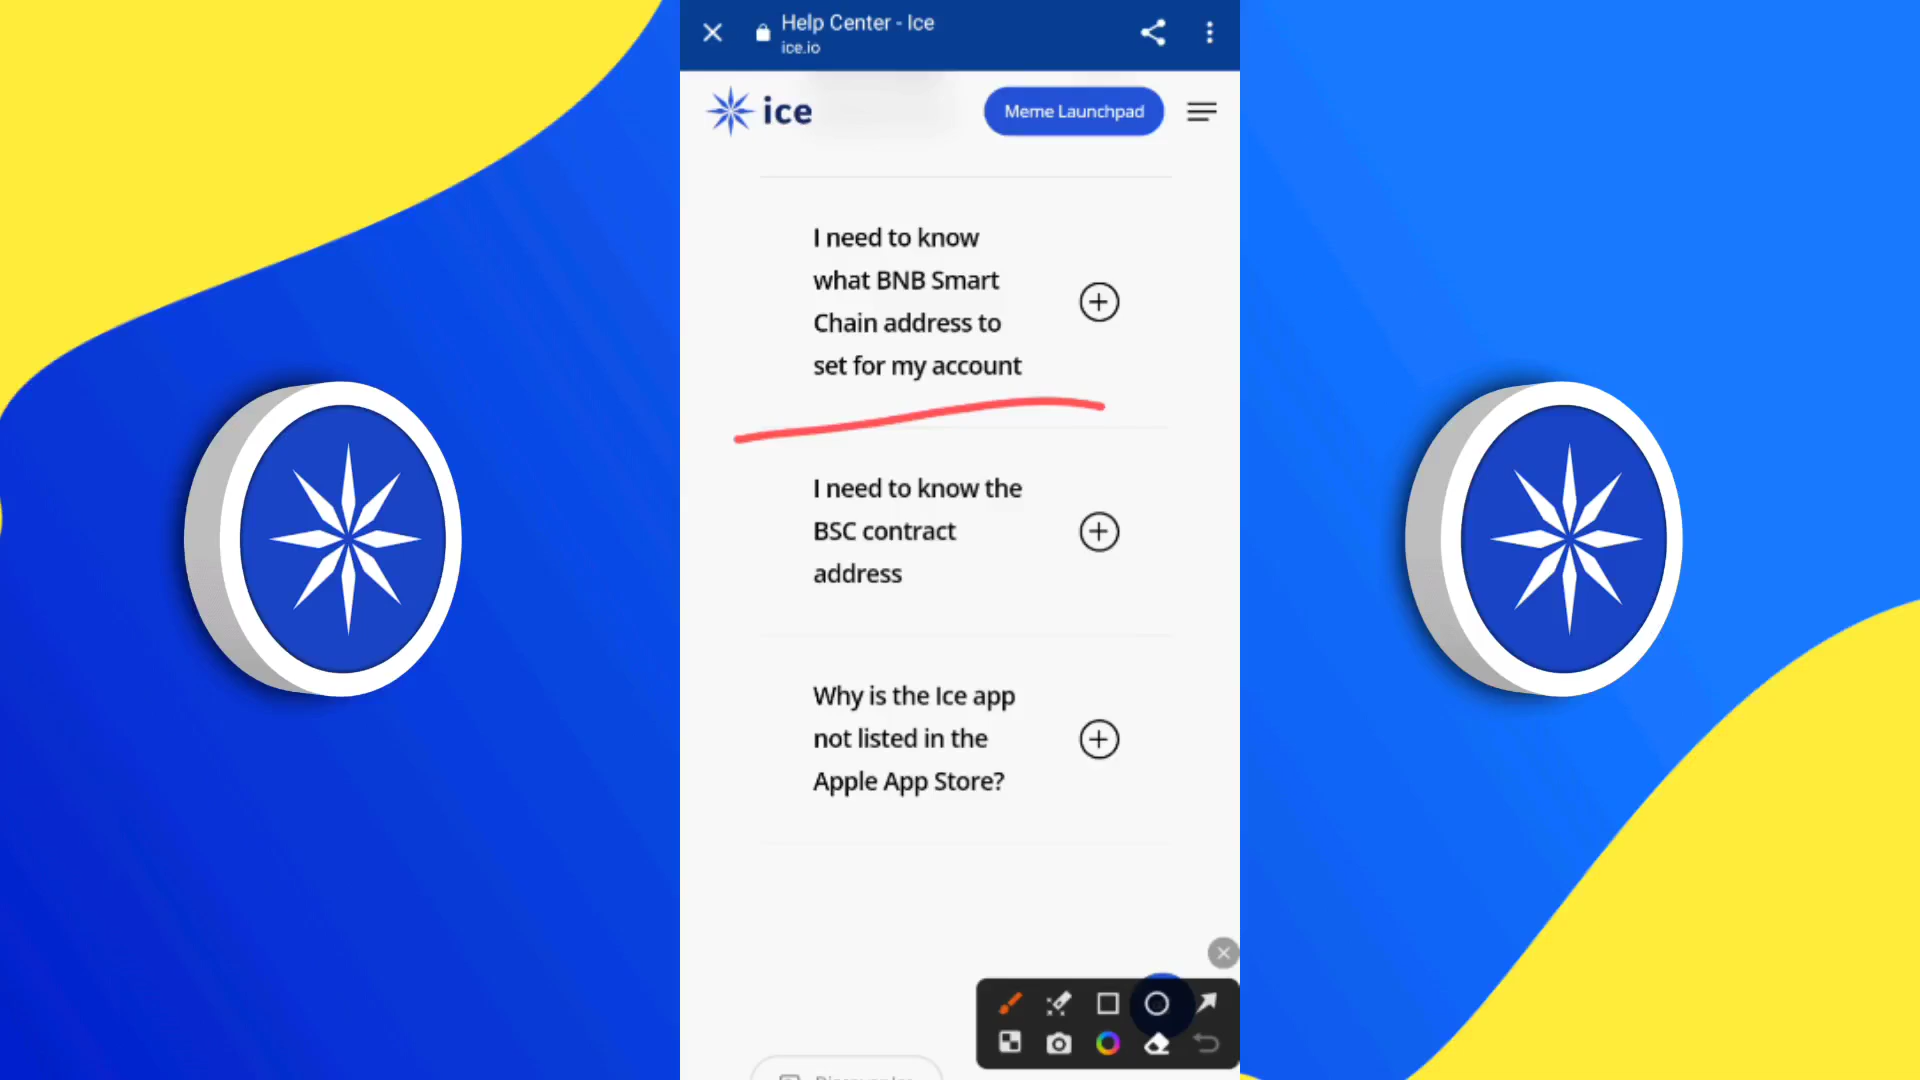 Help Center - Ice
ice.io
ice
Meme Launchpad
I need to know
what BNB Smart
Chain address to
set for my account
I need to know the
BSC contract
address
Why is the Ice app
not listed in the
Apple App Store?